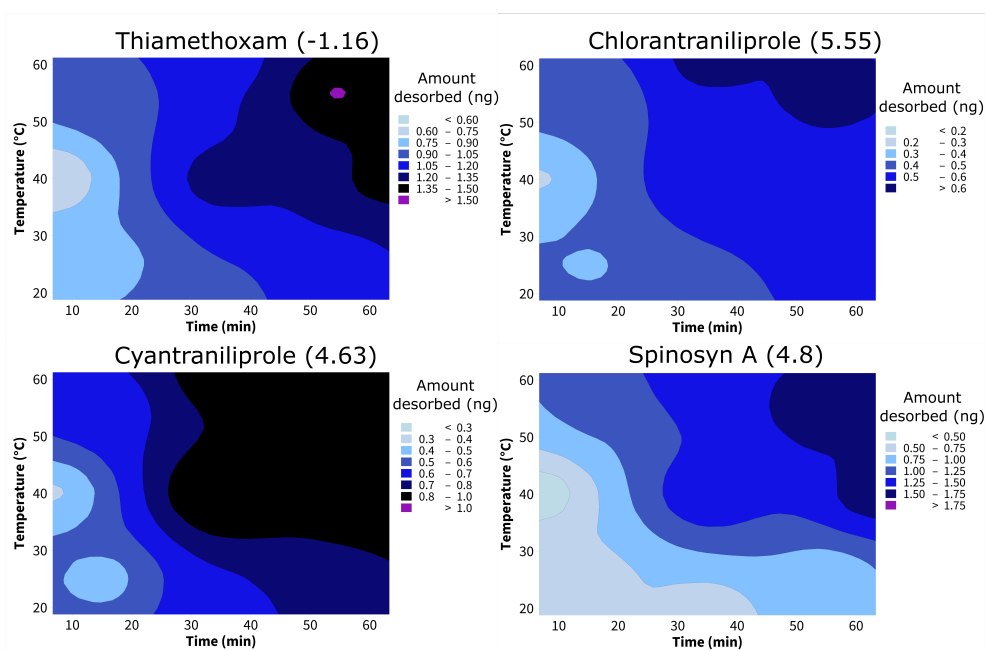 Thiamethoxam (-1.16)
60
50
40
30
20
Temperature (°C)
10 20 30 40 50 60
Time (min)
Amount
desorbed (ng)
< 0.60
0.60 – 0.75
0.75 – 0.90
0.90 – 1.05
1.05 – 1.20
1.20 – 1.35
1.35 – 1.50
> 1.50
Chlorantraniliprole (5.55)
60
50
40
30
20
Temperature (°C)
10 20 30 40 50 60
Time (min)
Amount
desorbed (ng)
< 0.2
0.2 – 0.3
0.3 – 0.4
0.4 – 0.5
0.5 – 0.6
> 0.6
Cyantraniliprole (4.63)
60
50
40
30
20
Temperature (°C)
10 20 30 40 50 60
Time (min)
Amount
desorbed (ng)
< 0.3
0.3 – 0.4
0.4 – 0.5
0.5 – 0.6
0.6 – 0.7
0.7 – 0.8
0.8 – 1.0
> 1.0
Spinosyn A (4.8)
60
50
40
30
20
Temperature (°C)
10 20 30 40 50 60
Time (min)
Amount
desorbed (ng)
< 0.50
0.50 – 0.75
0.75 – 1.00
1.00 – 1.25
1.25 – 1.50
1.50 – 1.75
> 1.75